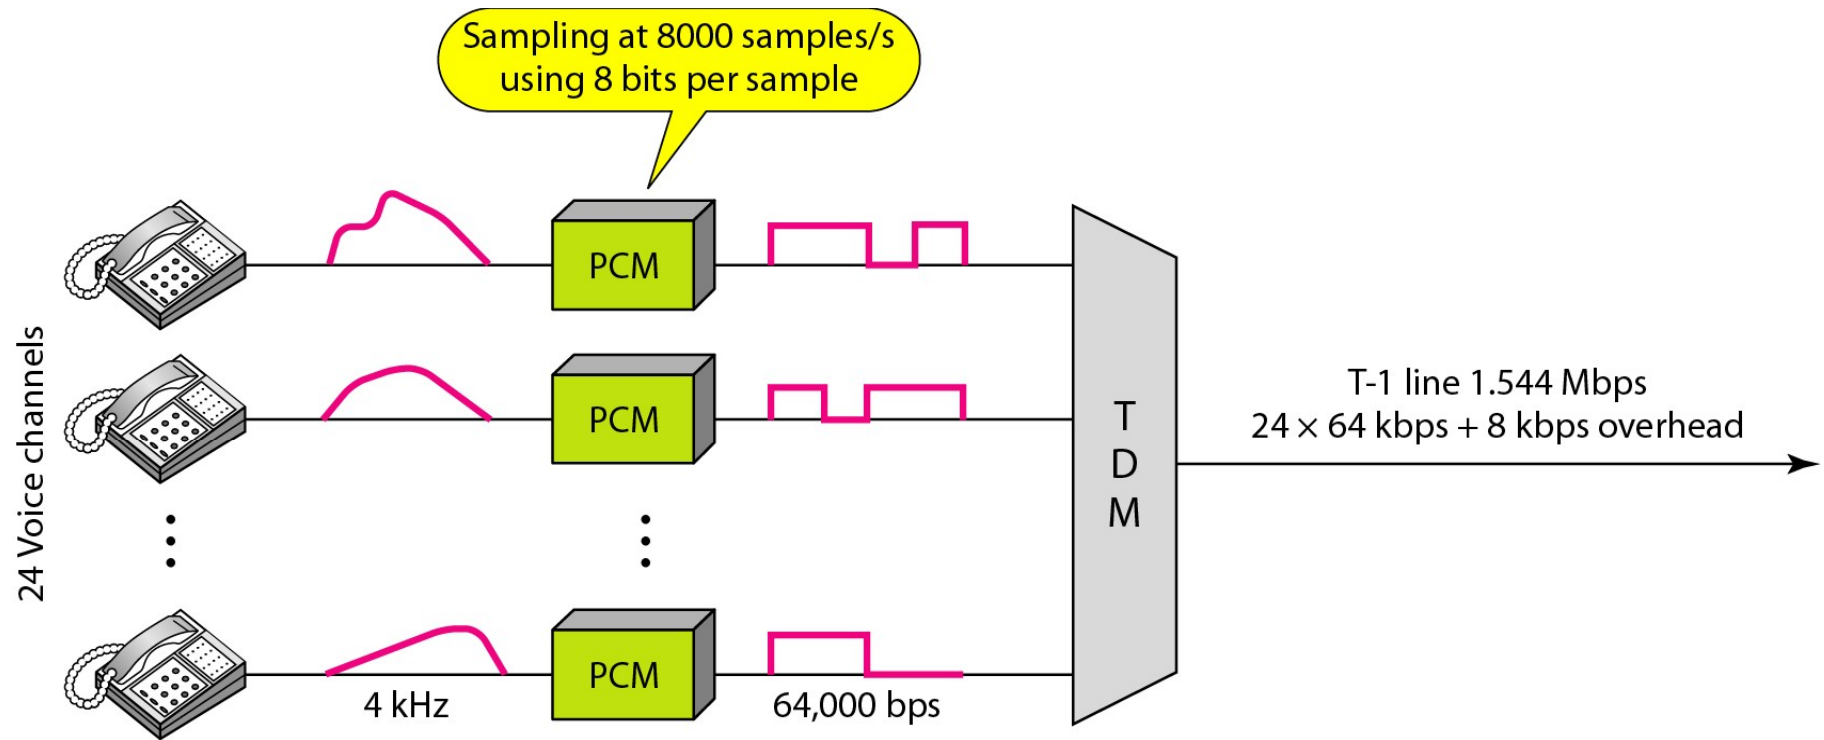 Sampling at 8000 samples/s
using 8 bits per sample
24 Voice channels
PCM
PCM
PCM
4 kHz
64,000 bps
T
D
M
T-1 line 1.544 Mbps
24 × 64 kbps + 8 kbps overhead